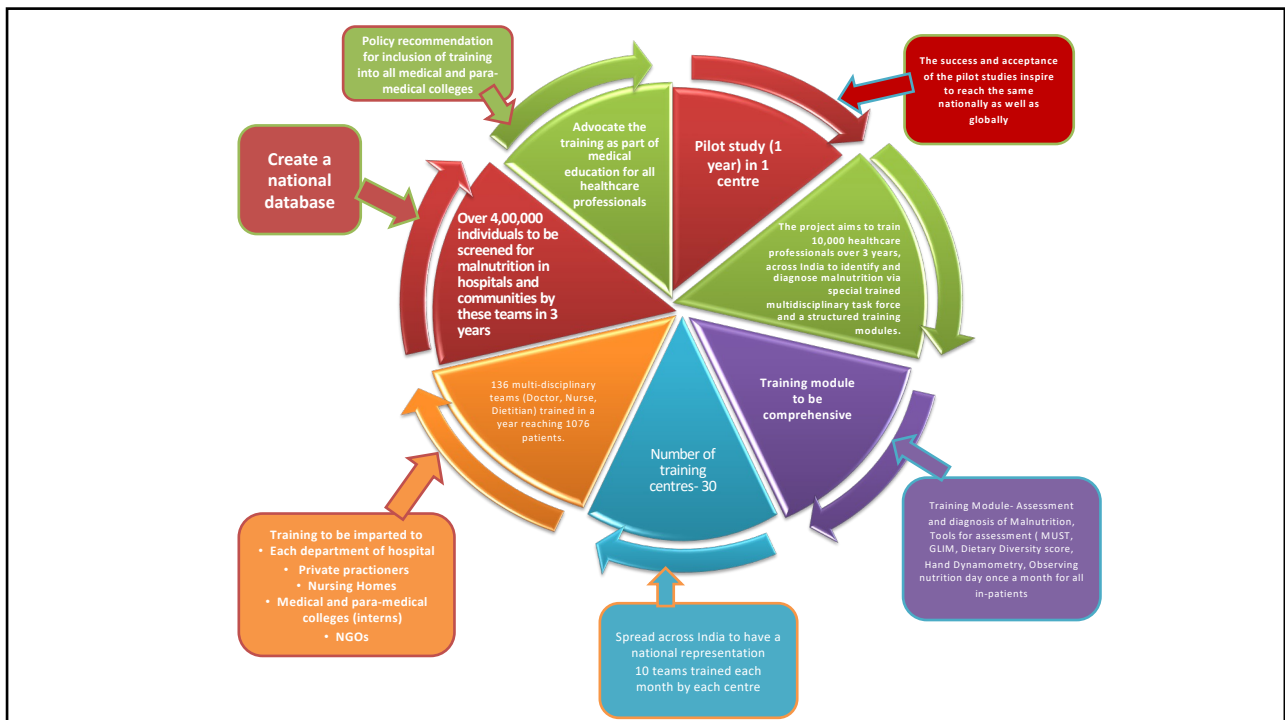 Policy recommendation
for inclusion of training
into all medical and para-
medical colleges
The success and acceptance
of the pilot studies inspire
to reach the same
nationally as well as
globally
Advocate the
training as part of
medical
education for all
healthcare
professionals
Pilot study (1
year) in 1
centre
Create a
national
database
Over 4,00,000
individuals to be
screened for
malnutrition in
hospitals and
communities by
these teams in 3
years
The project aims to train
10,000 healthcare
professionals over 3 years,
across India to identify and
diagnose malnutrition via
special trained
multidisciplinary task force
and a structured training
modules.
136 multi-disciplinary
teams (Doctor, Nurse,
Dietitian) trained in a
year reaching 1076
patients.
Training module
to be
comprehensive
Number of
training
centres- 30
Training to be imparted to
• Each department of hospital
• Private practioners
• Nursing Homes
• Medical and para-medical
colleges (interns)
• NGOs
Training Module- Assessment
and diagnosis of Malnutrition,
Tools for assessment ( MUST,
GLIM, Dietary Diversity score,
Hand Dynamometry, Observing
nutrition day once a month for all
in-patients
Spread across India to have a
national representation
10 teams trained each
month by each centre